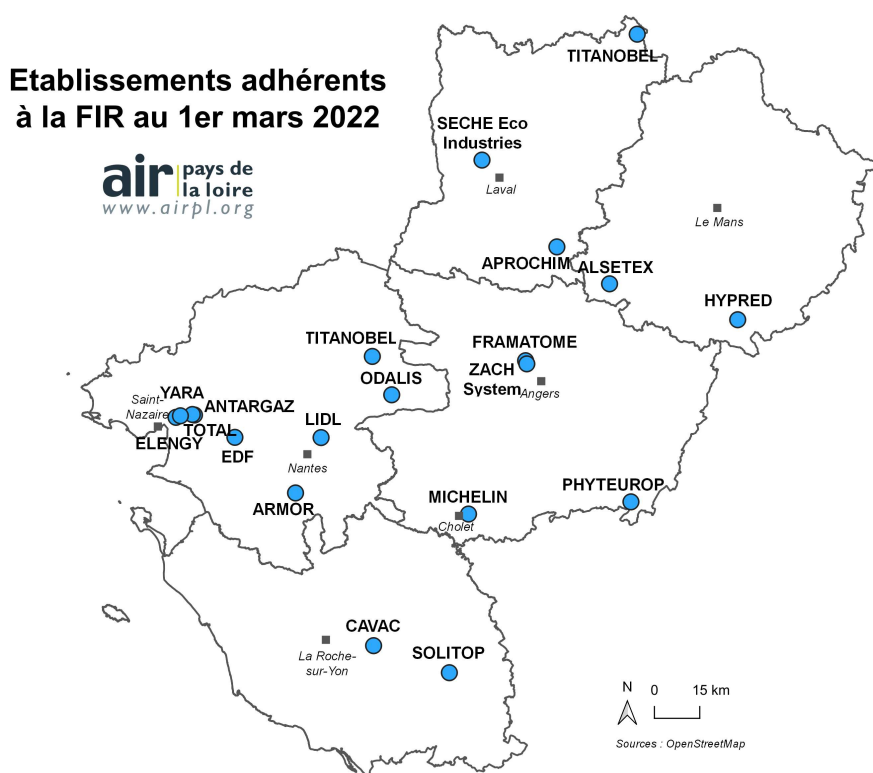 Etablissements adhérents
à la FIR au 1er mars 2022
air pays de
la loire
www.airpl.org
TITANOBEL
SECHE Eco
Industries
Laval
Le Mans
APROCHIM
ALSETEX
HYPRED
TITANOBEL
FRAMATOME
ODALIS
ZACH
System
Angers
YARA
Saint-
Nazaire
ANTARGAZ
TOTAL
ELENGY
LIDL
EDF
Nantes
ARMOR
MICHELIN
Cholet
PHYTEUROP
CAVAC
La Roche-
sur-Yon
SOLITOP
N
0 15 km
Sources : OpenStreetMap